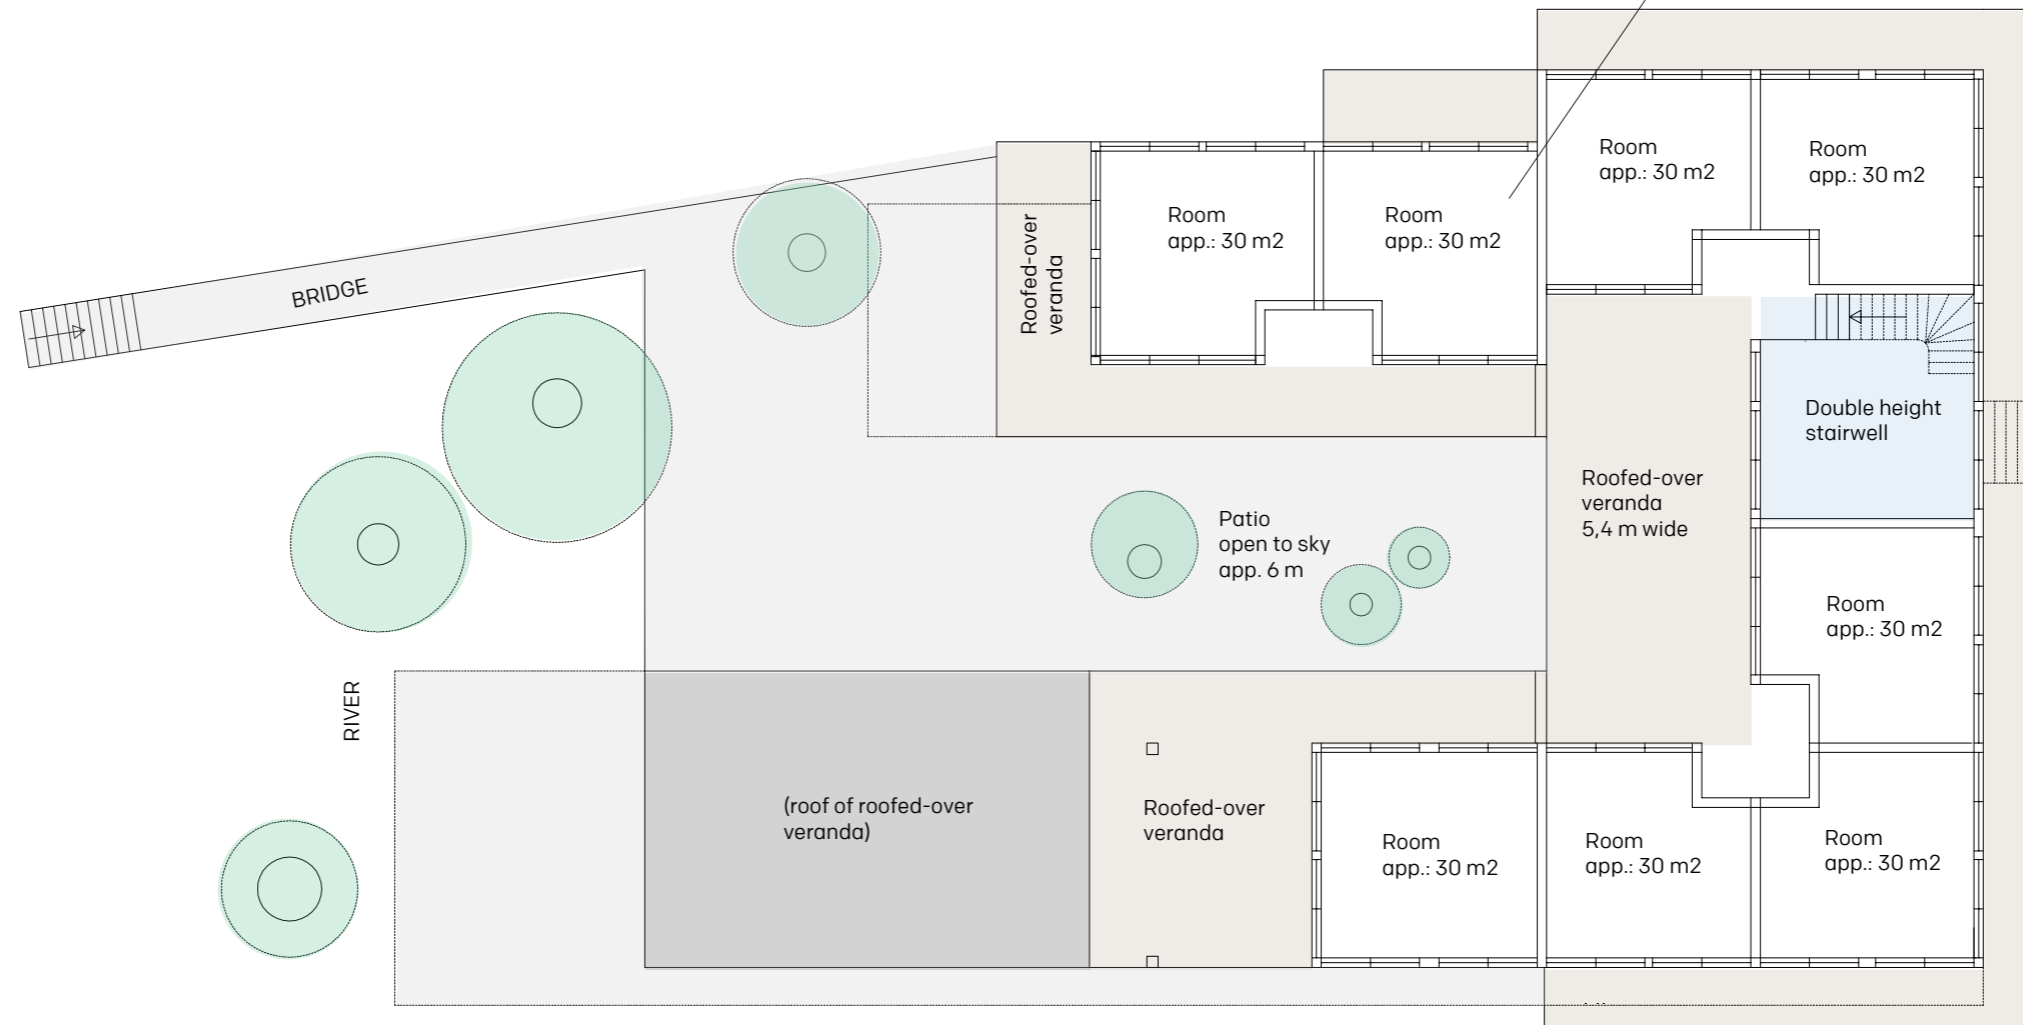 Room
app.: 30 m2
Room
app.: 30 m2
Room
app.: 30 m2
Room
app.: 30 m2
Roofed-over
veranda
BRIDGE
Double height
stairwell
Roofed-over
veranda
5,4 m wide
Patio
open to sky
app. 6 m
Room
app.: 30 m2
RIVER
(roof of roofed-over
veranda)
Roofed-over
veranda
Room
app.: 30 m2
Room
app.: 30 m2
Room
app.: 30 m2